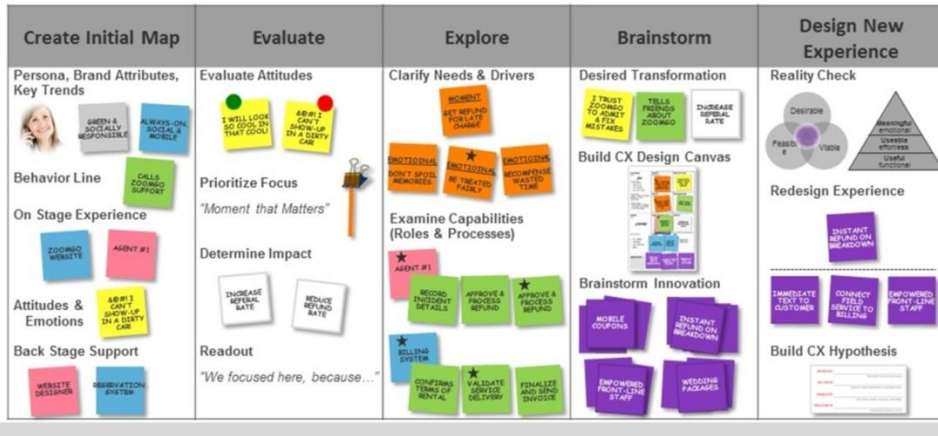 Create Initial Map
Persona, Brand Attributes,
Key Trends
GREEN &
SOCIALLY
RESPONSIBLE
ALWAYS-ON,
SOCIAL &
MOBILE
Behavior Line
CALLS
ZOOMGO
SUPPORT
On Stage Experience
ZOOMGO
WEBSITE
AGENT #1
Attitudes &
Emotions
&@#! I
CAN'T
SHOW-UP
IN A DIRTY
CAR!
Back Stage Support
WEBSITE
DESIGNER
RESERVATION
SYSTEM
Evaluate
Evaluate Attitudes
I WILL LOOK
SO COOL IN
THAT COOL!
&@#! I
CAN'T
SHOW-UP
IN A DIRTY
CAR!
Prioritize Focus
"Moment that Matters"
Determine Impact
INCREASE
REFERAL
RATE
REDUCE
REFUND
RATE
Readout
"We focused here, because…"
Explore
Clarify Needs & Drivers
MOMENT
GET REFUND
FOR LATE
CHARGE
EMOTIOINAL
DON'T SPOIL
MEMORIES
EMOTIOINAL
BE TREATED
FAIRLY
EMOTIOINAL
RECOMPENSE
WASTED
TIME
Examine Capabilities
(Roles & Processes)
AGENT #1
RECORD
INCIDENT
DETAILS
APPROVE &
PROCESS
REFUND
APPROVE &
PROCESS
REFUND
BILLING
SYSTEM
CONFIRMS
TERMS OF
RENTAL
VALIDATE
SERVICE
DELIVERY
FINALIZE
AND SEND
INVOICE
Brainstorm
Desired Transformation
I TRUST
ZOOMGO
TO ADMIT
& FIX
MISTAKES
TELLS
FRIENDS
ABOUT
ZOOMGO
INCREASE
REFERRAL
RATE
Build CX Design Canvas
Brainstorm Innovation
MOBILE
COUPONS
INSTANT
REFUND ON
BREAKDOWN
EMPOWERED
FRONT-LINE
STAFF
WEDDING
PACKAGES
Design New
Experience
Reality Check
Desirable
Feasibl
e
Viable
Meaningful
emotional
Useable
effortless
Useful
functional
Redesign Experience
INSTANT
REFUND ON
BREAKDOWN
IMMEDIATE
TEXT TO
CUSTOMER
CONNECT
FIELD
SERVICE TO
BILLING
EMPOWERED
FRONT-LINE
STAFF
Build CX Hypothesis